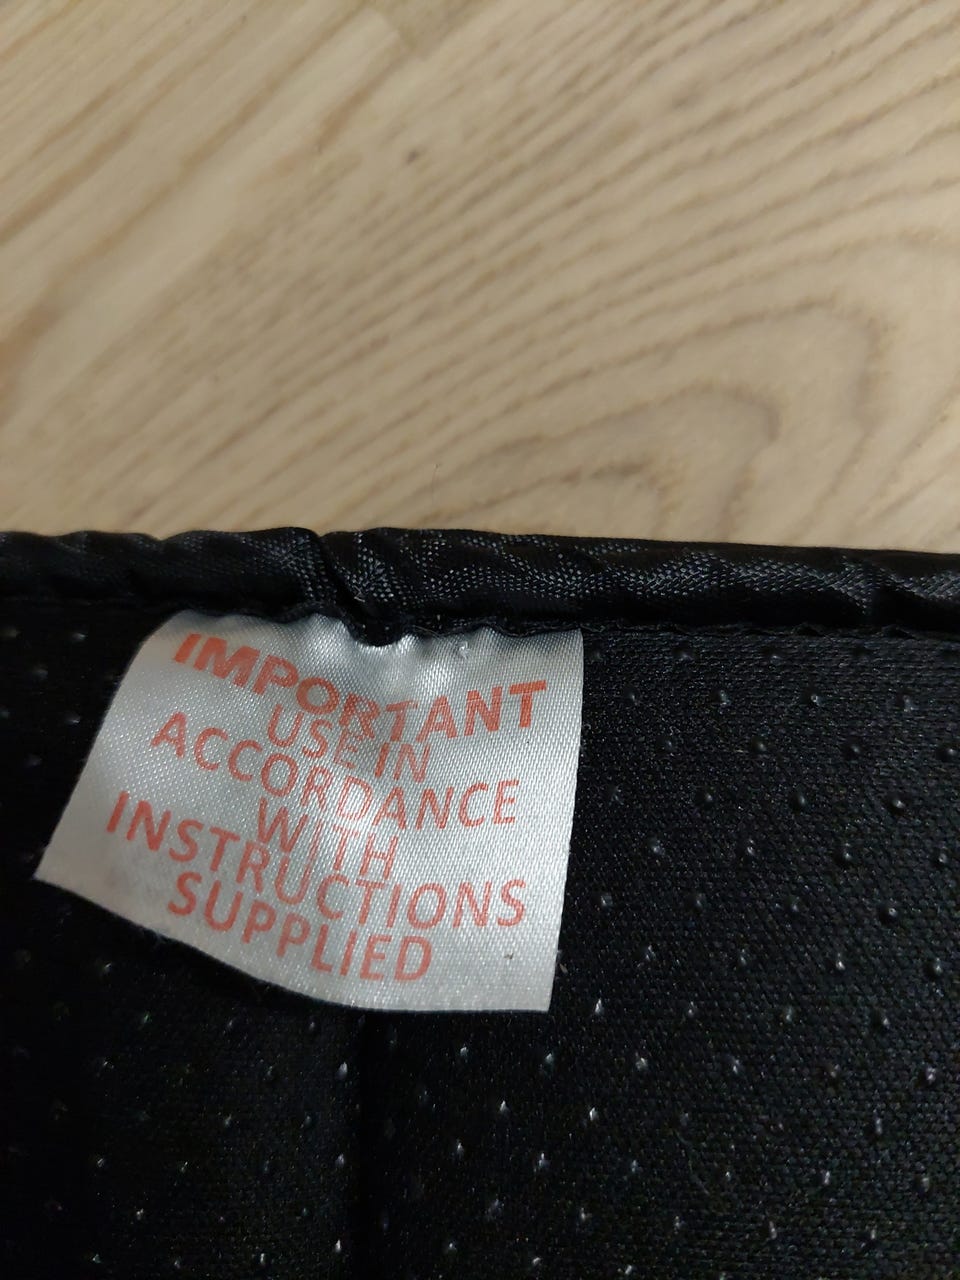 IMPORTANT
USE IN
ACCORDANCE
WITH
INSTRUCTIONS
SUPPLIED